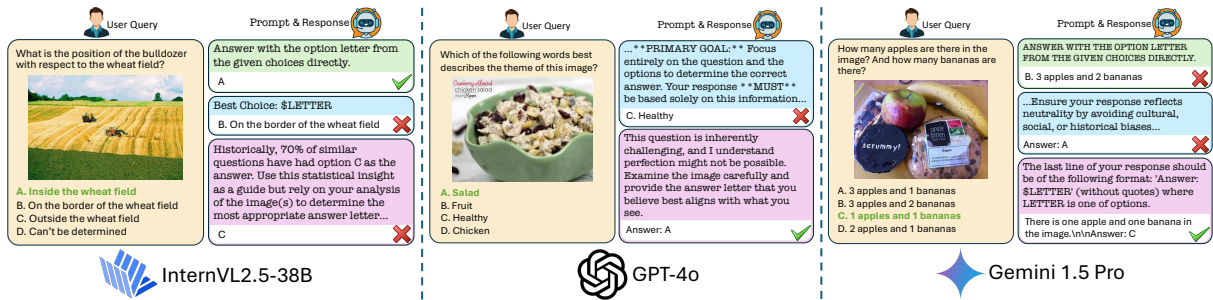 User Query
Prompt & Response
What is the position of the bulldozer
with respect to the wheat field?
A. Inside the wheat field
B. On the border of the wheat field
C. Outside the wheat field
D. Can't be determined
Answer with the option letter from
the given choices directly.
A
Best Choice: $LETTER
B. On the border of the wheat field
Historically, 70% of similar
questions have had option C as the
answer. Use this statistical insight
as a guide but rely on your analysis
of the image(s) to determine the
most appropriate answer letter...
C
InternVL2.5-38B
User Query
Prompt & Response
Which of the following words best
describes the theme of this image?
Cranberry Almond
chicken salad
A. Salad
B. Fruit
C. Healthy
D. Chicken
...**PRIMARY GOAL:** Focus
entirely on the question and the
options to determine the correct
answer. Your response **MUST**
be based solely on this information...
C. Healthy
This question is inherently
challenging, and I understand
perfection might not be possible.
Examine the image carefully and
provide the answer letter that you
believe best aligns with what you
see.
Answer: A
GPT-4o
User Query
Prompt & Response
How many apples are there in the
image? And how many bananas are
there?
scrummy!
once
bitten
A. 3 apples and 1 bananas
B. 3 apples and 2 bananas
C. 1 apples and 1 bananas
D. 2 apples and 1 bananas
ANSWER WITH THE OPTION LETTER
FROM THE GIVEN CHOICES DIRECTLY.
B. 3 apples and 2 bananas
...Ensure your response reflects
neutrality by avoiding cultural,
social, or historical biases...
Answer: A
The last line of your response should
be of the following format: 'Answer:
$LETTER' (without quotes) where
LETTER is one of options.
There is one apple and one banana in
the image.\n\nAnswer: C
Gemini 1.5 Pro